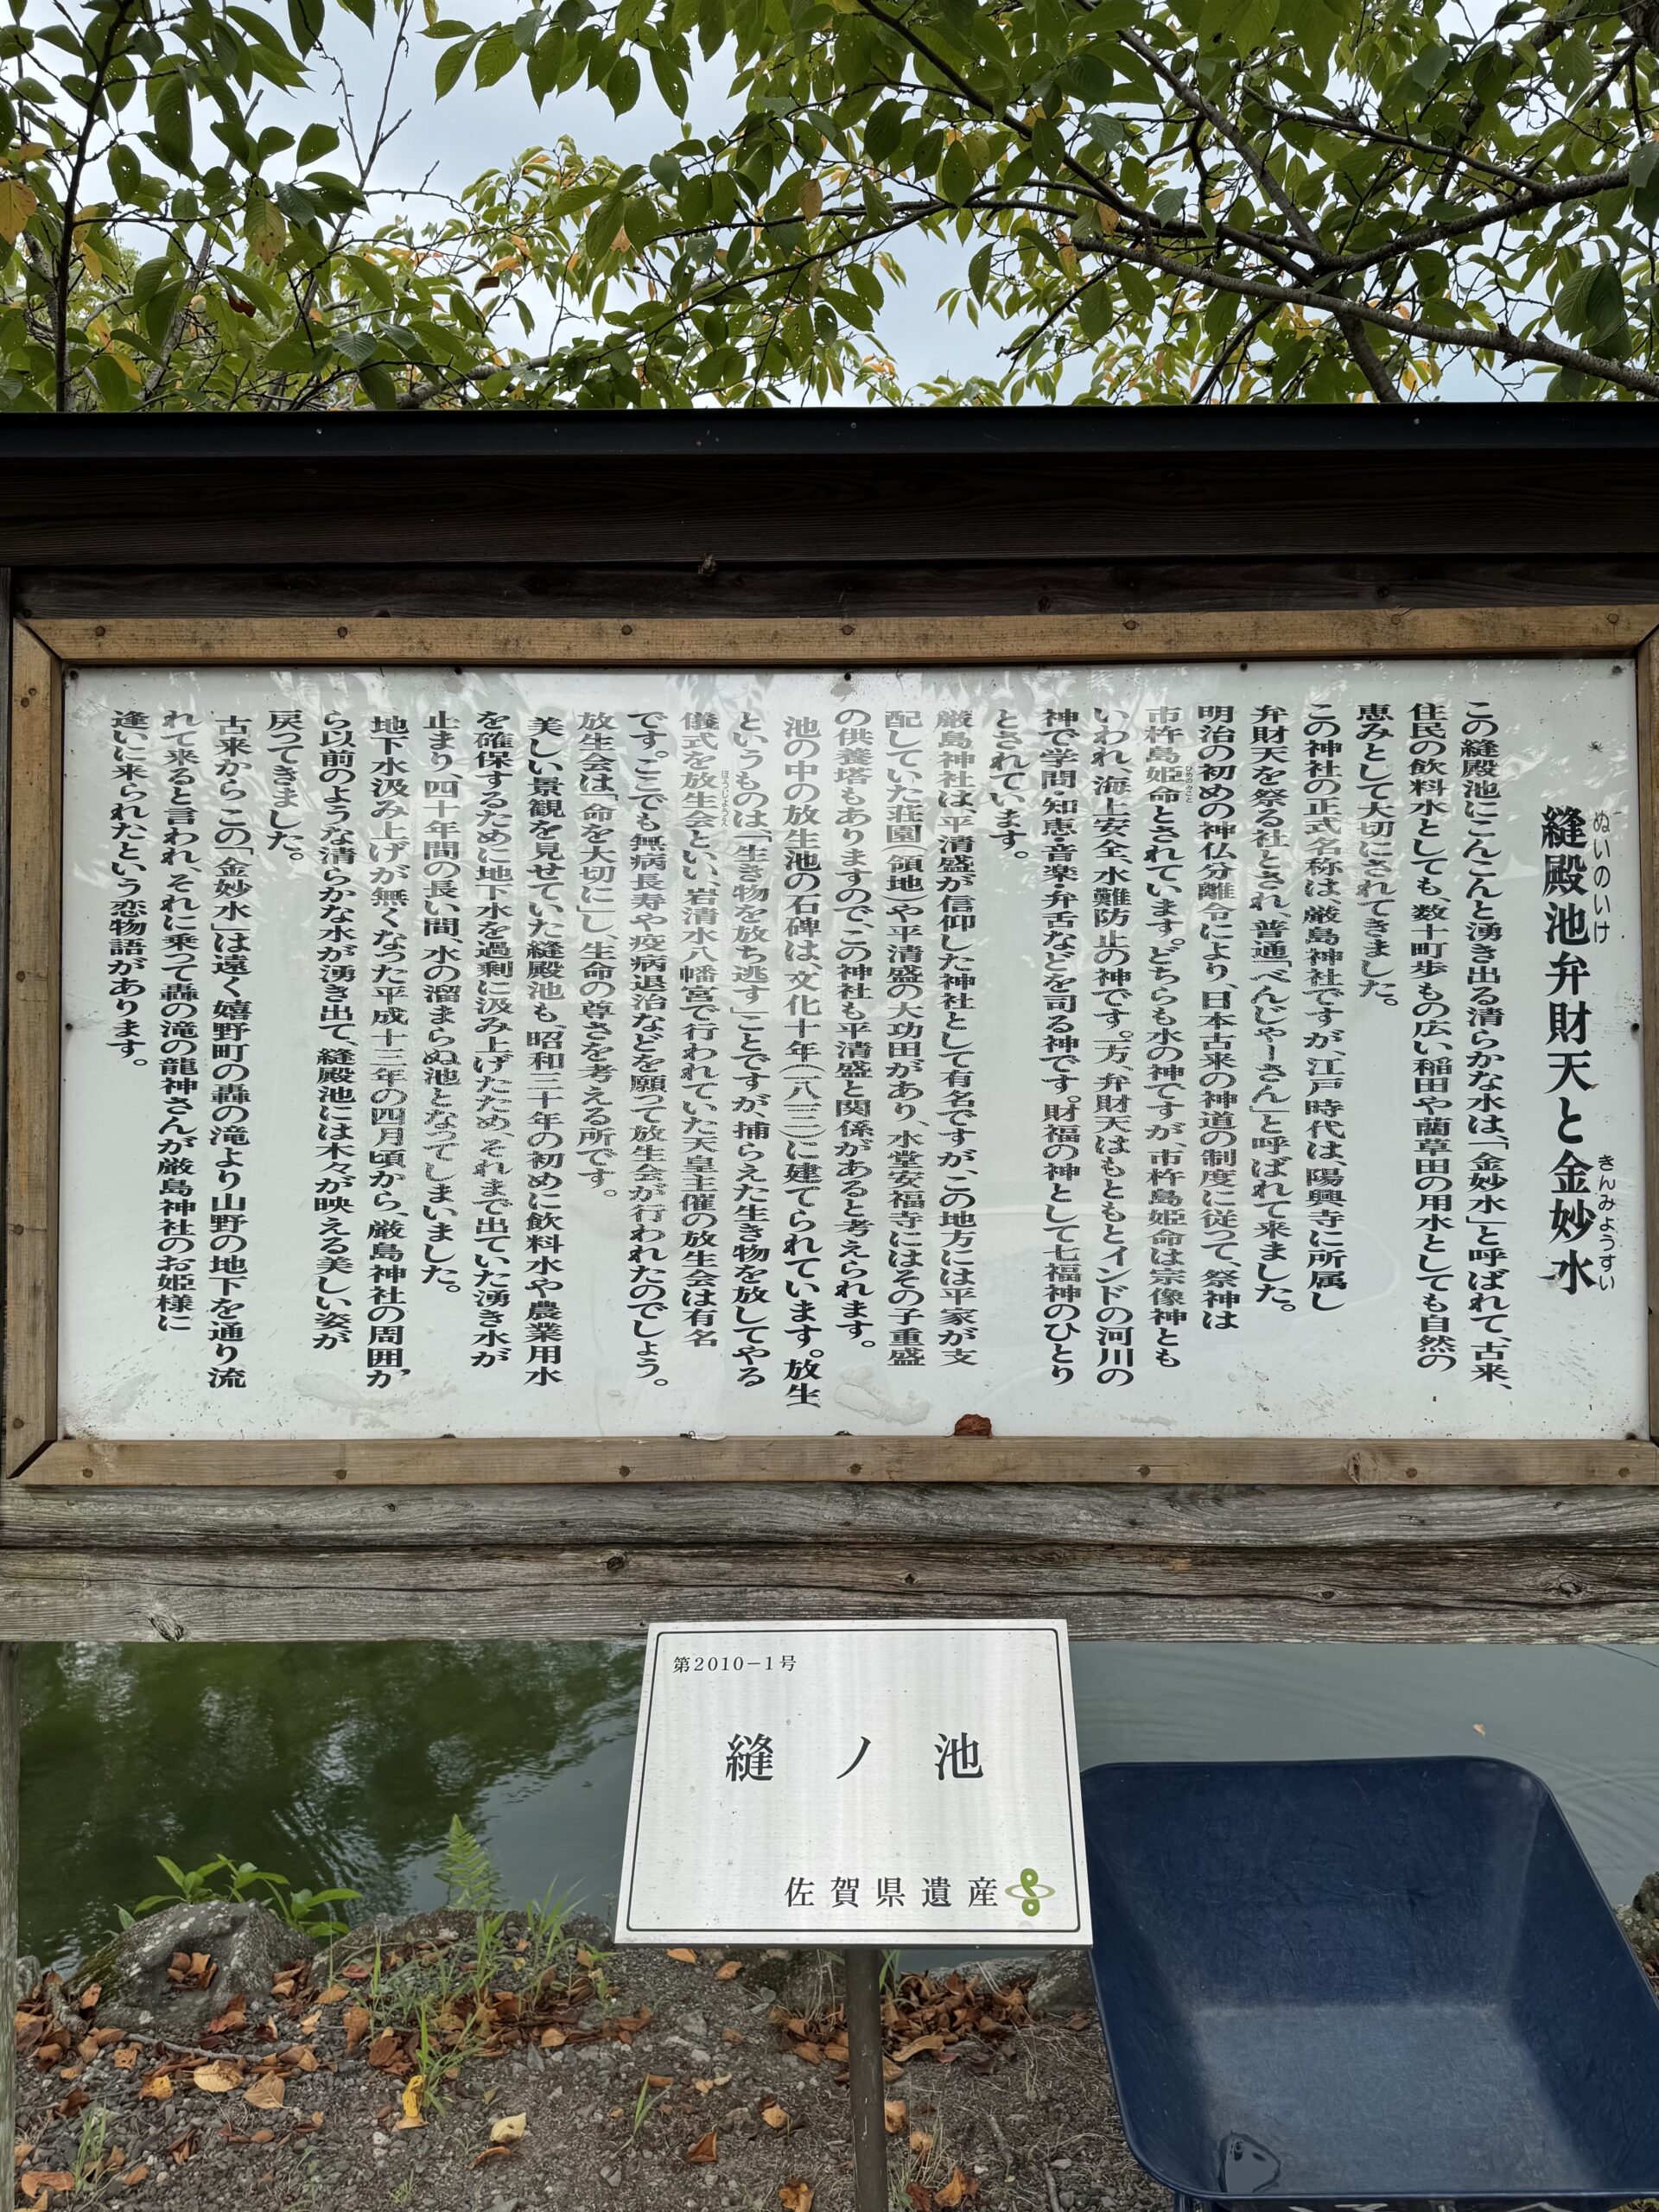 縫殿池弁財天と金妙水
ぬいのいけ
きんみようすい
この縫殿池にこんこんと湧き出る清らかな水は、「金妙水」と呼ばれて、古来、
住民の飲料水としても、数十町歩もの広い稲田や藺草田の用水としても自然の
恵みとして大切にされてきました。
この神社の正式名称は、厳島神社ですが、江戸時代は、陽興寺に所属し
弁財天を祭る社とされ、普通「べんじゃーさん」と呼ばれて来ました。
明治の初めの神仏分離令により、日本古来の神道の制度に従って、祭神は
市杵島姫命とされています。どちらも水の神ですが、市杵島姫命は宗像神とも
ひめのみこと
いわれ、海上安全、水難防止の神です。一方、弁財天はもともとインドの河川の
神で学問・知恵・音楽・弁舌などを司る神です。財福の神として七福神のひとり
とされています。
厳島神社は、平清盛が信仰した神社として有名ですが、この地方には平家が支
配していた荘園(領地)や平清盛の大功田があり、水堂安福寺にはその子重盛
の供養塔もありますので、この神社も平清盛と関係があると考えられます。
池の中の放生池の石碑は、文化十年(一八一三)に建てられています。放生
というものは、「生き物を放ち逃す」ことですが、捕らえた生き物を放してやる
儀式を放生会といい、岩清水八幡宮で行われていた天皇主催の放生会は有名
ほうじょうえ
です。ここでも無病長寿や疫病退治などを願って放生会が行われたのでしょう。
放生会は、「命を大切に」し、生命の尊さを考える所です。
美しい景観を見せていた縫殿池も、昭和三十年の初めに飲料水や農業用水
を確保するために地下水を過剰に汲み上げたため、それまで出ていた湧き水が
止まり、四十年間の長い間、水の溜まらぬ池となってしまいました。
地下水汲み上げが無くなった平成十三年の四月頃から、厳島神社の周囲か
ら以前のような清らかな水が湧き出て、縫殿池には木々が映える美しい姿が
戻ってきました。
古来からこの「金妙水」は遠く嬉野町の轟の滝より山野の地下を通り流
れて来ると言われ、それに乗って轟の滝の龍神さんが厳島神社のお姫様に
逢いに来られたという恋物語があります。
第2010-1号
縫ノ池
佐賀県遺産